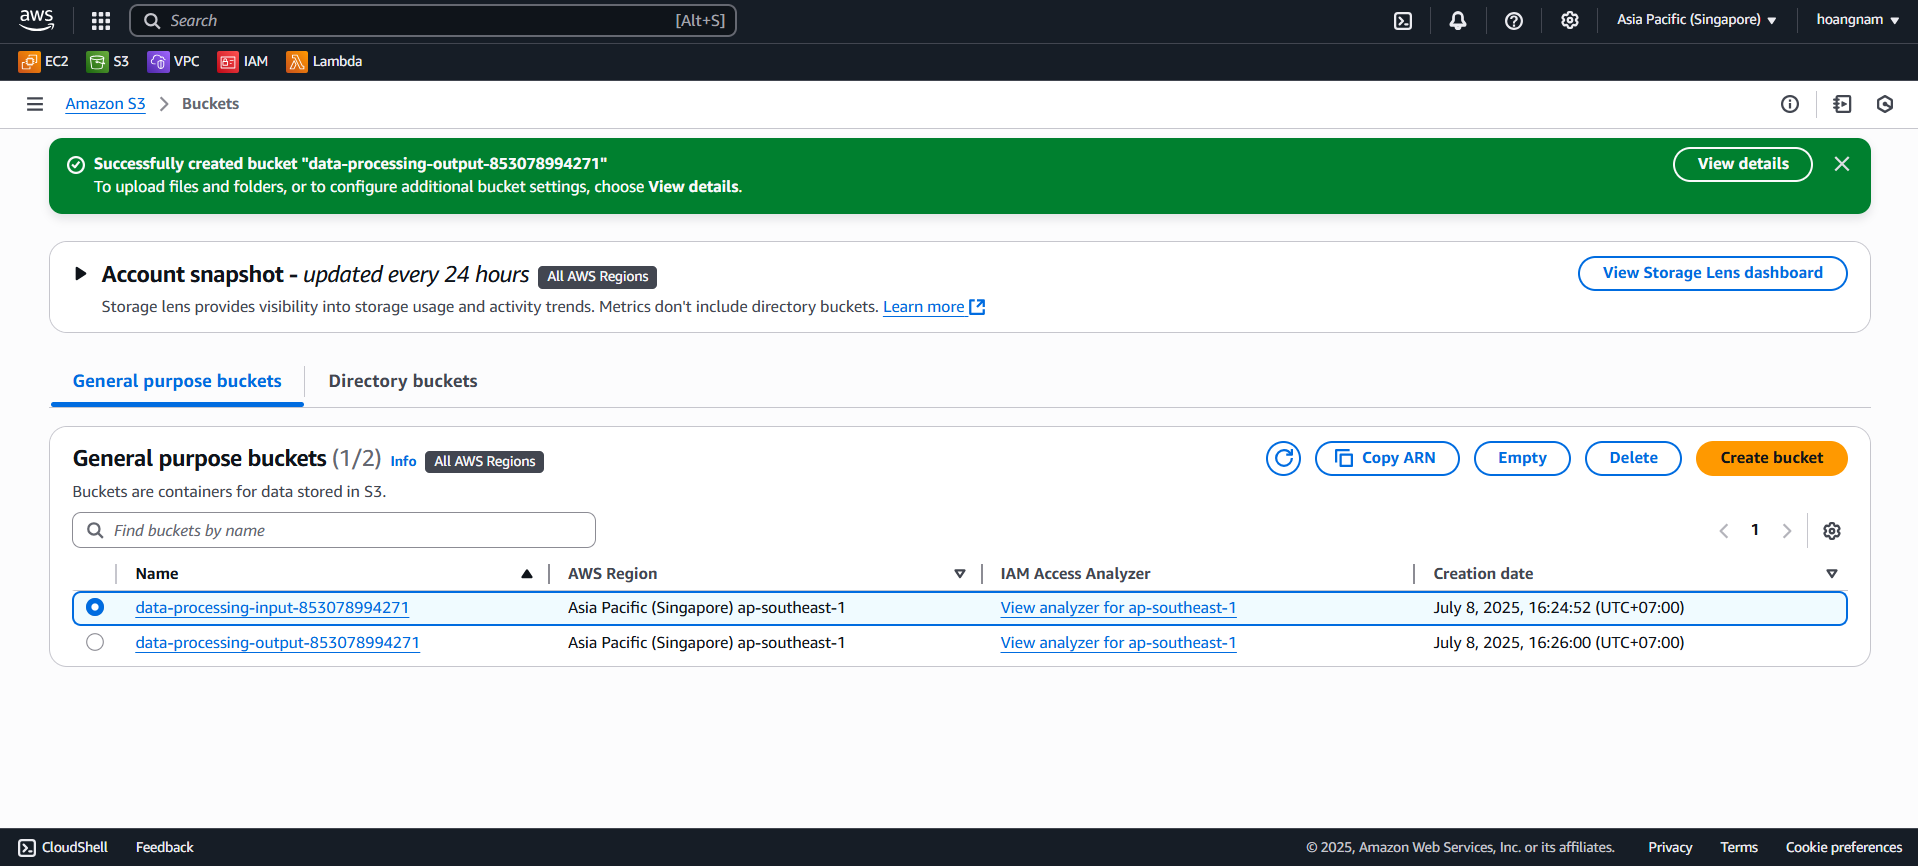 aws
Search [Alt+S]
Asia Pacific (Singapore) ▼
hoangnam ▼
EC2 S3 VPC IAM Lambda
Amazon S3 > Buckets
Successfully created bucket "data-processing-output-853078994271"
To upload files and folders, or to configure additional bucket settings, choose View details.
View details
Account snapshot - updated every 24 hours All AWS Regions
View Storage Lens dashboard
Storage lens provides visibility into storage usage and activity trends. Metrics don't include directory buckets. Learn more
General purpose buckets Directory buckets
General purpose buckets (1/2) Info All AWS Regions
Copy ARN Empty Delete Create bucket
Buckets are containers for data stored in S3.
Find buckets by name
1
Name AWS Region IAM Access Analyzer Creation date
data-processing-input-853078994271 Asia Pacific (Singapore) ap-southeast-1 View analyzer for ap-southeast-1 July 8, 2025, 16:24:52 (UTC+07:00)
data-processing-output-853078994271 Asia Pacific (Singapore) ap-southeast-1 View analyzer for ap-southeast-1 July 8, 2025, 16:26:00 (UTC+07:00)
CloudShell Feedback © 2025, Amazon Web Services, Inc. or its affiliates. Privacy Terms Cookie preferences